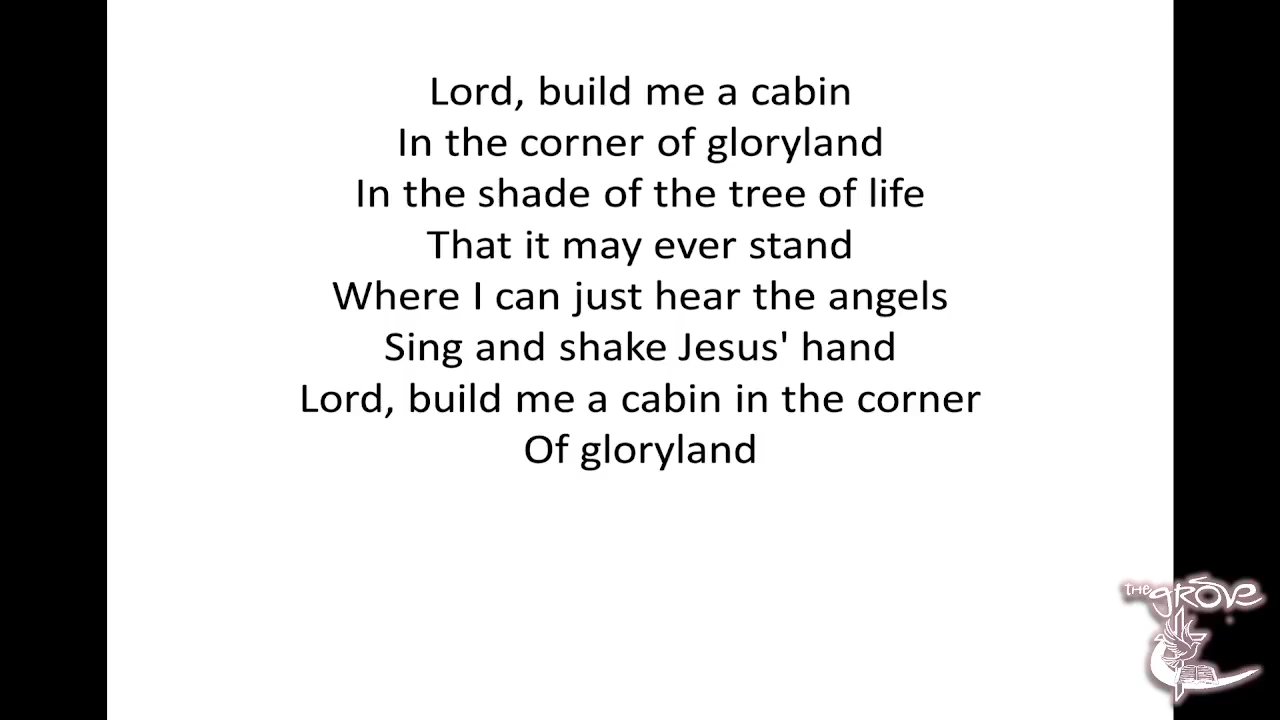 Lord, build me a cabin
In the corner of gloryland
In the shade of the tree of life
That it may ever stand
Where I can just hear the angels
Sing and shake Jesus' hand
Lord, build me a cabin in the corner
Of gloryland
THE GROVE